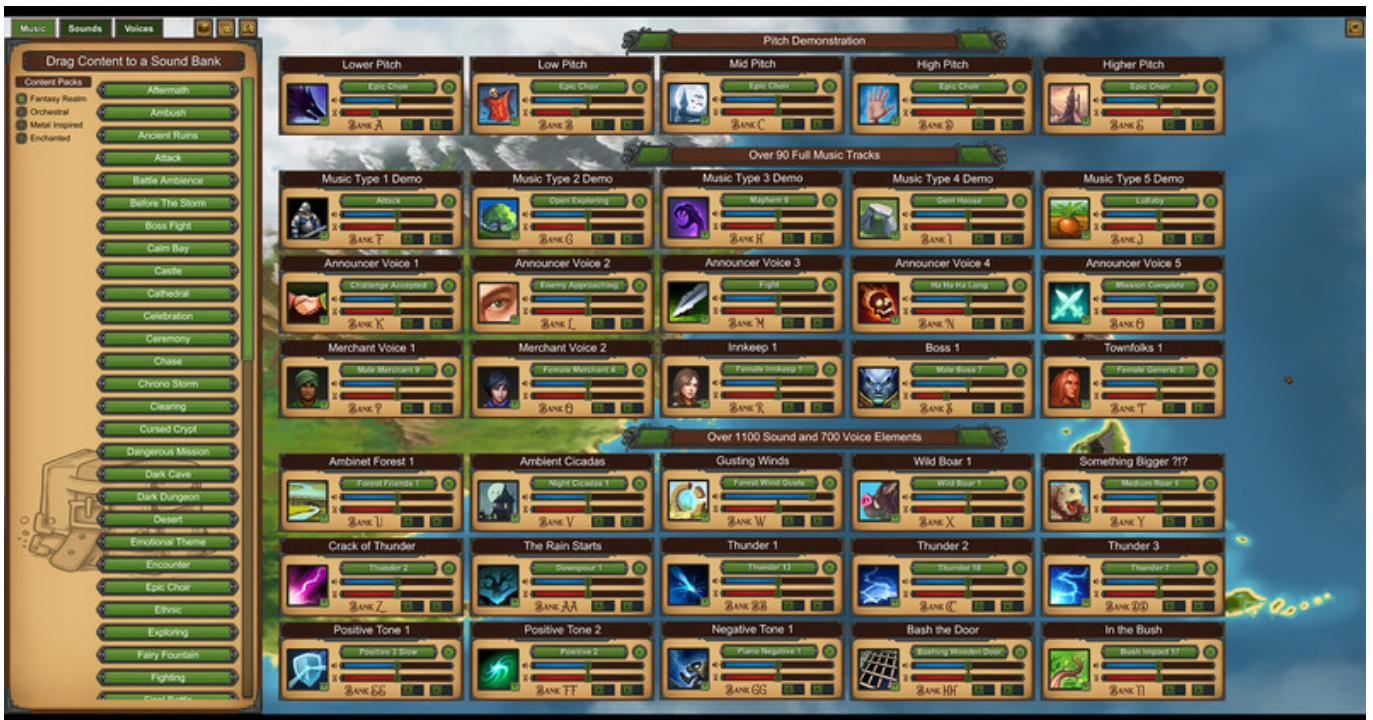 Music Sounds Voices
Drag Content to a Sound Bank
Content Packs
Fantasy Realm
Orchestral
Metal Inspired
Enchanted
Aftermath
Ambush
Ancient Ruins
Attack
Battle Ambience
Before The Storm
Boss Fight
Calm Bay
Castle
Cathedral
Celebration
Ceremony
Chase
Chrono Storm
Clearing
Cursed Crypt
Dangerous Mission
Dark Cave
Dark Dungeon
Desert
Emotional Theme
Encounter
Epic Choir
Ethnic
Exploring
Fairy Fountain
Fighting
Final Battle
Pitch Demonstration
Lower Pitch Low Pitch Mid Pitch High Pitch Higher Pitch
Epic Choir Epic Choir Epic Choir Epic Choir Epic Choir
Bank A Bank B Bank C Bank D Bank E
Over 90 Full Music Tracks
Music Type 1 Demo Music Type 2 Demo Music Type 3 Demo Music Type 4 Demo Music Type 5 Demo
Attack Open Exploring Mayhem 9 Gem House Lullaby
Bank F Bank G Bank H Bank I Bank J
Announcer Voice 1 Announcer Voice 2 Announcer Voice 3 Announcer Voice 4 Announcer Voice 5
Challenge Accepted Enemy Approaching Fight Ha Ha Ha Long Mission Complete
Bank K Bank L Bank M Bank N Bank O
Merchant Voice 1 Merchant Voice 2 Innkeep 1 Boss 1 Townfolks 1
Male Merchant 9 Female Merchant 4 Female Innkeep 1 Male Boss 7 Female Generic 3
Bank P Bank Q Bank R Bank S Bank T
Over 1100 Sound and 700 Voice Elements
Ambinet Forest 1 Ambient Cicadas Gusting Winds Wild Boar 1 Something Bigger ?!?
Forest Friends 1 Night Cicadas 1 Forest Wind Gusts Wild Boar 1 Medium Roar 1
Bank U Bank V Bank W Bank X Bank Y
Crack of Thunder The Rain Starts Thunder 1 Thunder 2 Thunder 3
Thunder 2 Downpour 1 Thunder 13 Thunder 18 Thunder 7
Bank Z Bank AA Bank BB Bank CC Bank DD
Positive Tone 1 Positive Tone 2 Negative Tone 1 Bash the Door In the Bush
Positive 3 Slow Positive 2 Piano Negative 1 Bashing Wooden Door Bush Impact 17
Bank EE Bank FF Bank GG Bank HH Bank II